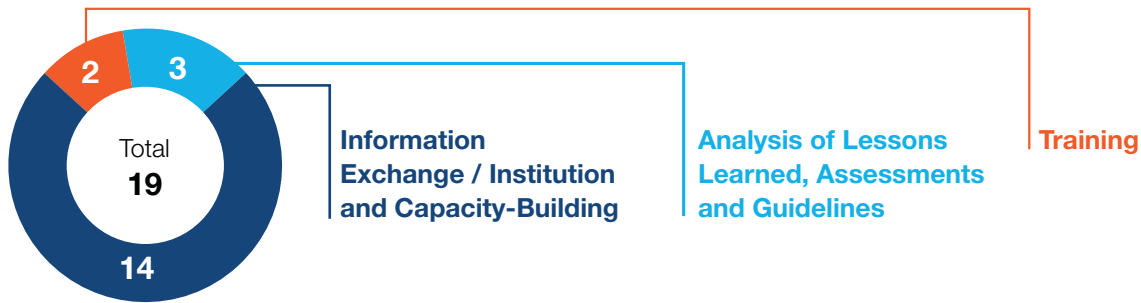 2
3
Total
19
14
Information
Exchange / Institution
and Capacity-Building
Analysis of Lessons
Learned, Assessments
and Guidelines
Training